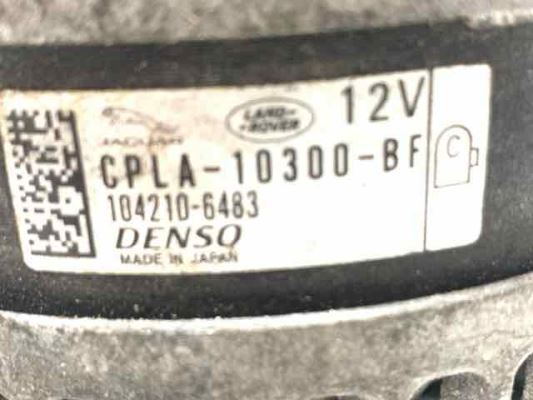 JAGUAR LAND-ROVER 12V
CPLA-10300-BF C
104210-6483
DENSO
MADE IN JAPAN